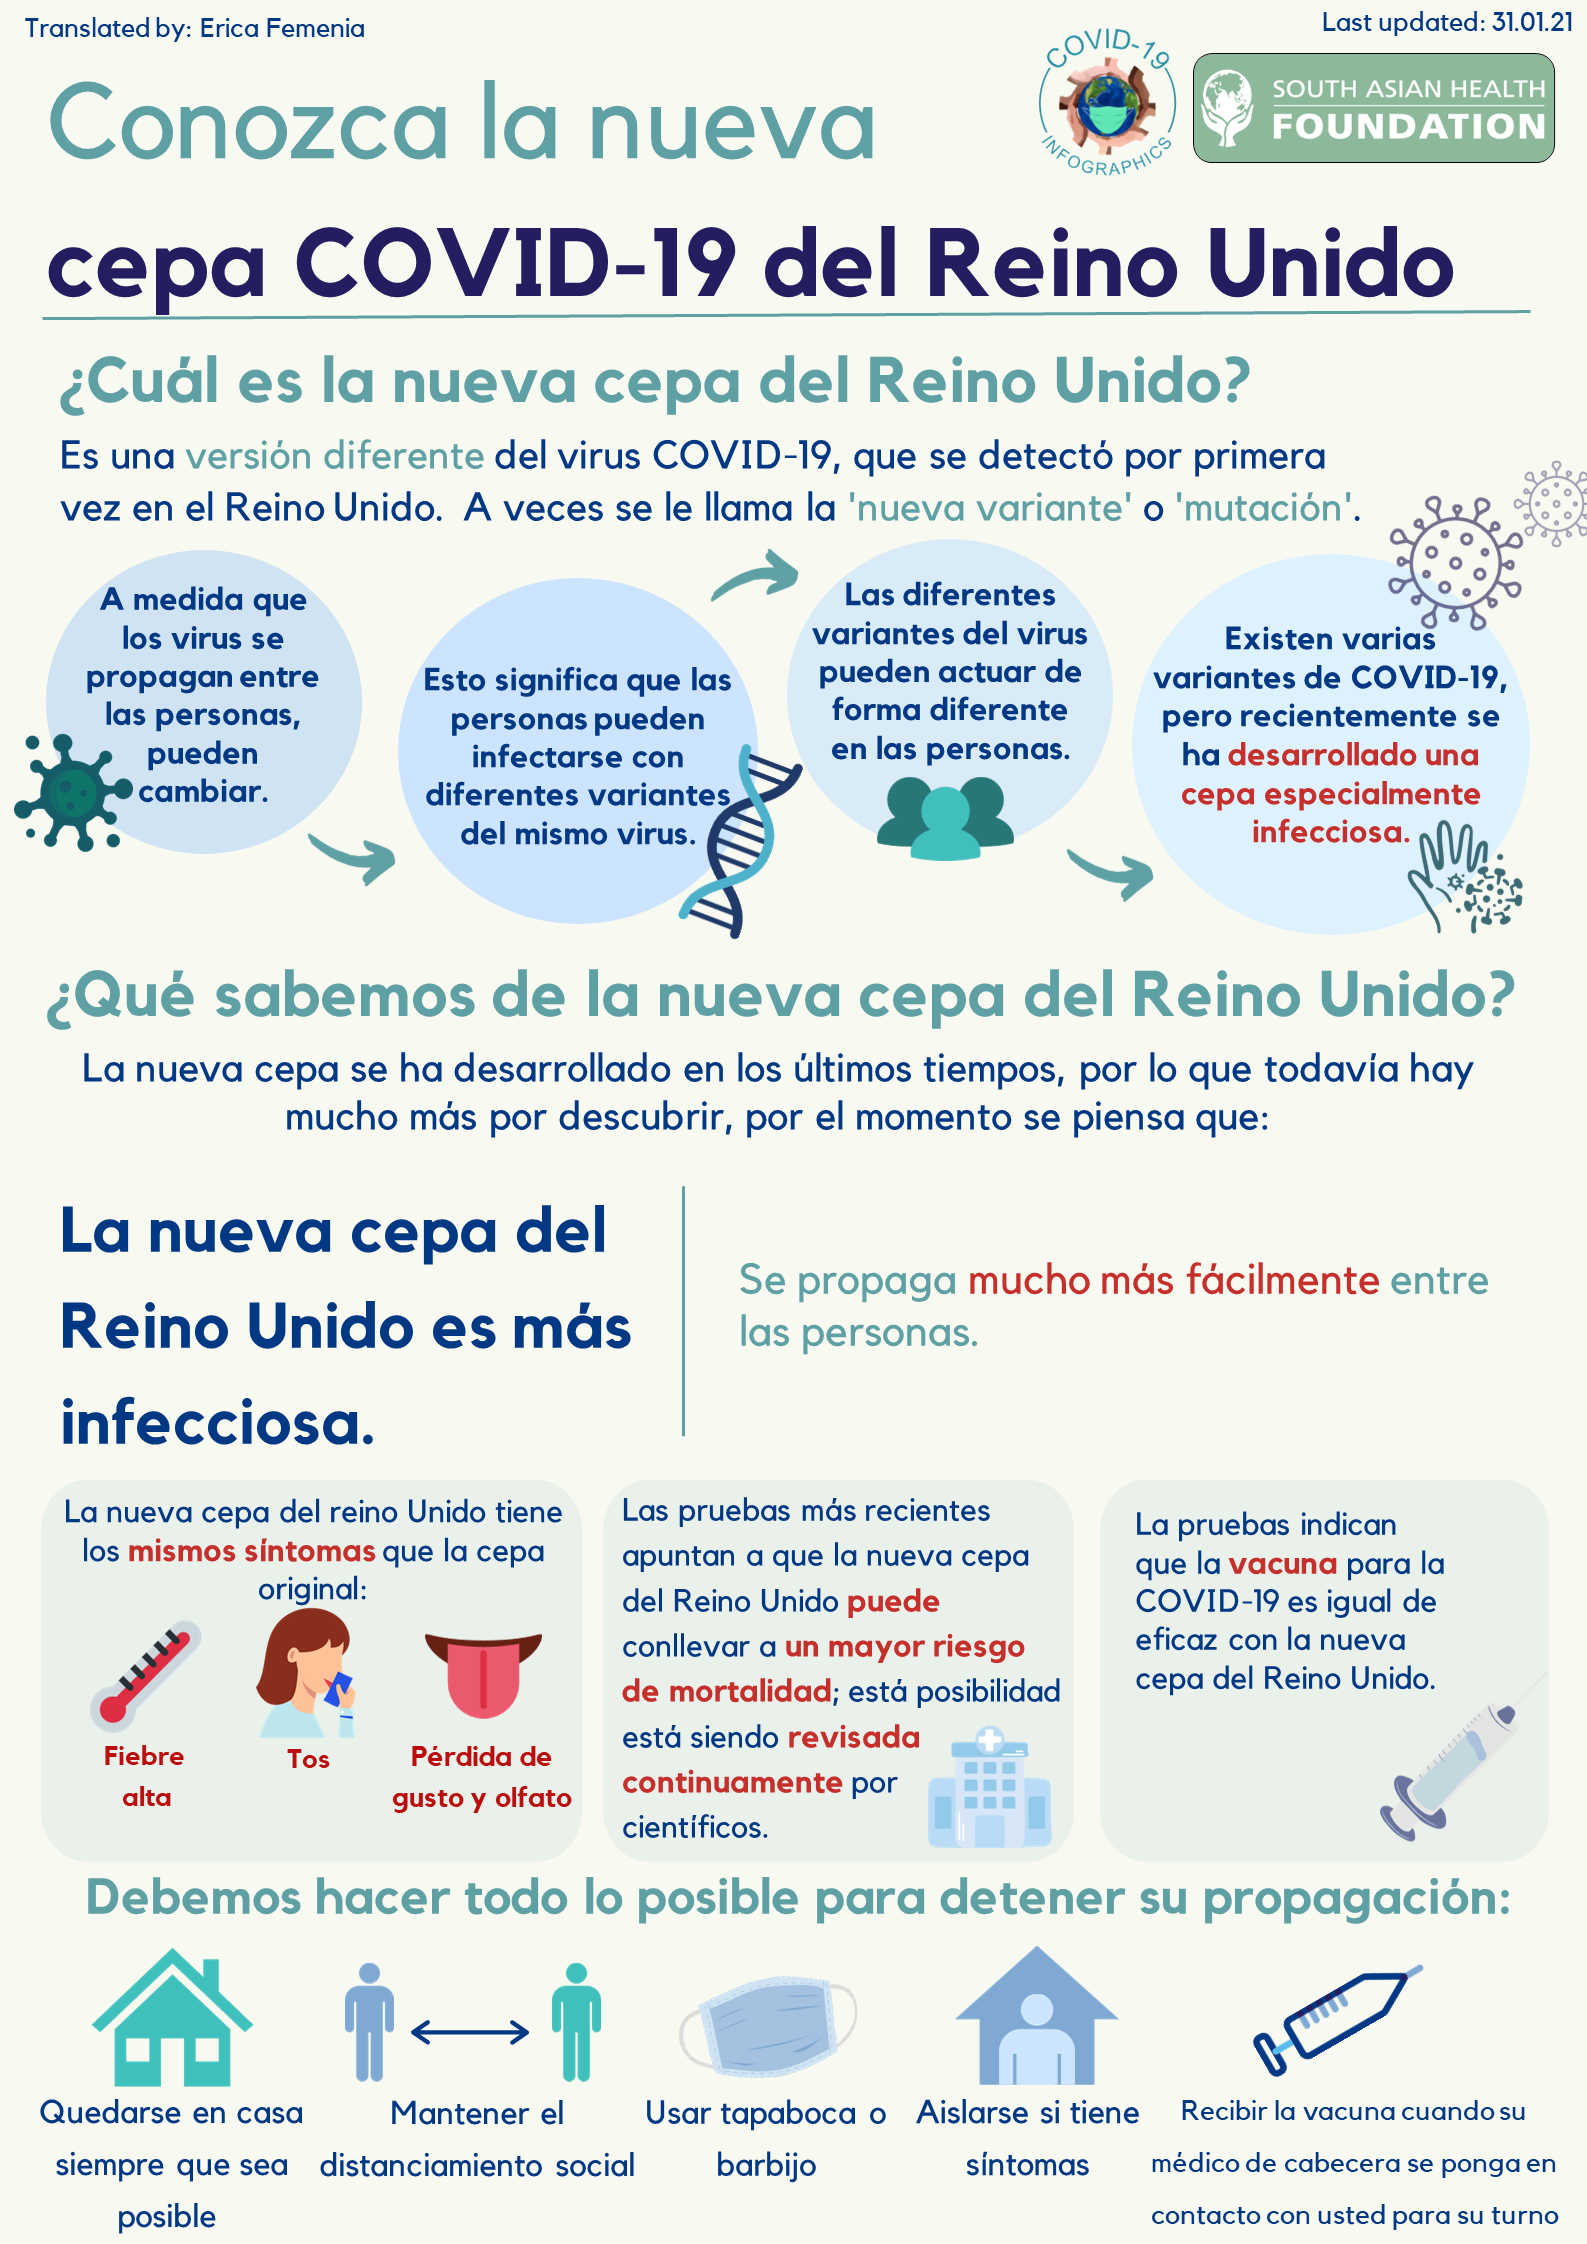 Translated by: Erica Femenia
Last updated: 31.01.21
COVID-19
INFOGRAPHICS
SOUTH ASIAN HEALTH
FOUNDATION
Conozca la nueva
cepa COVID-19 del Reino Unido
¿Cuál es la nueva cepa del Reino Unido?
Es una versión diferente del virus COVID-19, que se detectó por primera
vez en el Reino Unido. A veces se le llama la 'nueva variante' o 'mutación'.
A medida que
los virus se
propagan entre
las personas,
pueden
cambiar.
Esto significa que las
personas pueden
infectarse con
diferentes variantes
del mismo virus.
Las diferentes
variantes del virus
pueden actuar de
forma diferente
en las personas.
Existen varias
variantes de COVID-19,
pero recientemente se
ha desarrollado una
cepa especialmente
infecciosa.
¿Qué sabemos de la nueva cepa del Reino Unido?
La nueva cepa se ha desarrollado en los últimos tiempos, por lo que todavía hay
mucho más por descubrir, por el momento se piensa que:
La nueva cepa del
Reino Unido es más
infecciosa.
Se propaga mucho más fácilmente entre
las personas.
La nueva cepa del reino Unido tiene
los mismos síntomas que la cepa
original:
Fiebre
alta
Tos
Pérdida de
gusto y olfato
Las pruebas más recientes
apuntan a que la nueva cepa
del Reino Unido puede
conllevar a un mayor riesgo
de mortalidad; está posibilidad
está siendo revisada
continuamente por
científicos.
La pruebas indican
que la vacuna para la
COVID-19 es igual de
eficaz con la nueva
cepa del Reino Unido.
Debemos hacer todo lo posible para detener su propagación:
Quedarse en casa
siempre que sea
posible
Mantener el
distanciamiento social
Usar tapaboca o
barbijo
Aislarse si tiene
síntomas
Recibir la vacuna cuando su
médico de cabecera se ponga en
contacto con usted para su turno